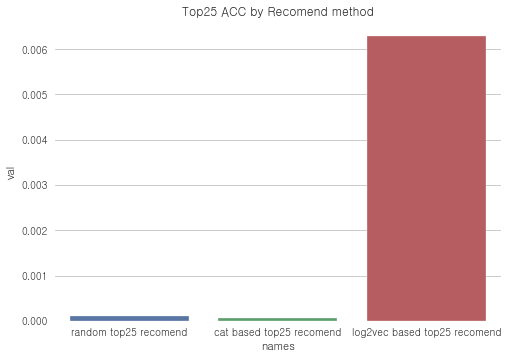 Top25 ACC by Recomend method
0.006
0.005
0.004
0.003
0.002
0.001
0.000
val
random top25 recomend
cat based top25 recomend
log2vec based top25 recomend
names